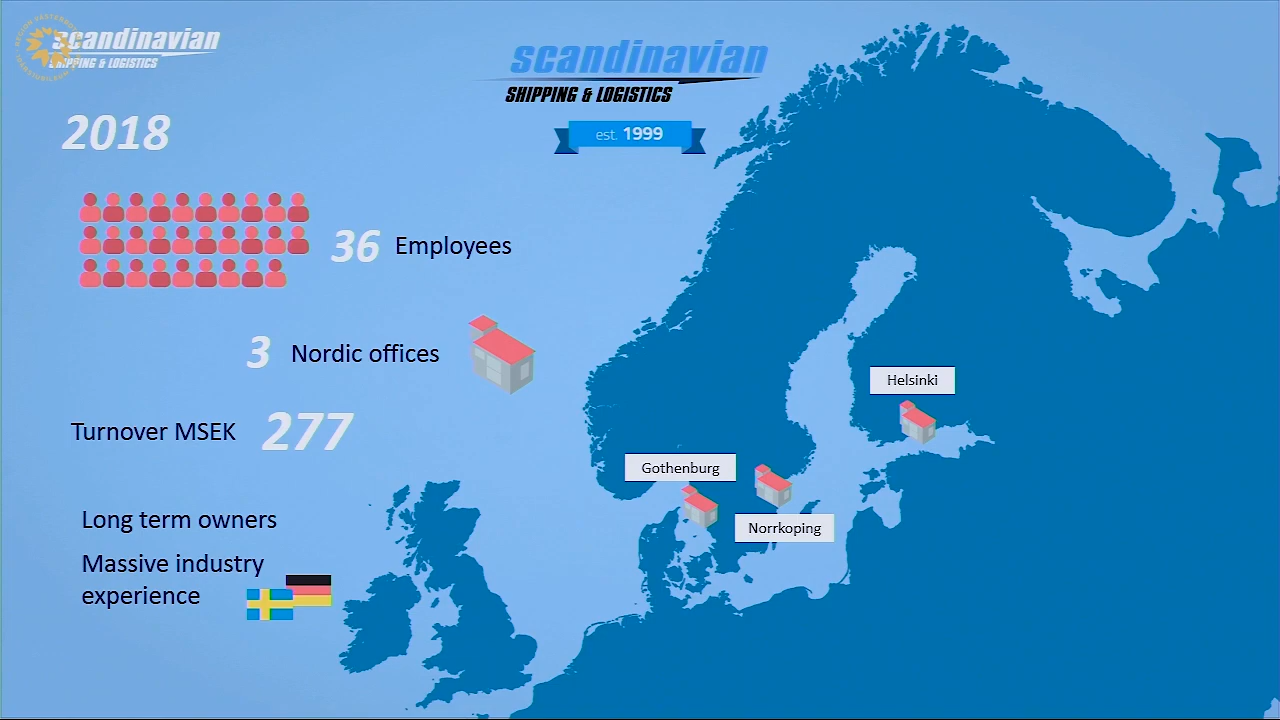 scandinavian
SHIPPING & LOGISTICS
scandinavian
SHIPPING & LOGISTICS
est. 1999
2018
36 Employees
3 Nordic offices
Turnover MSEK 277
Long term owners
Massive industry
experience
Helsinki
Gothenburg
Norrkoping